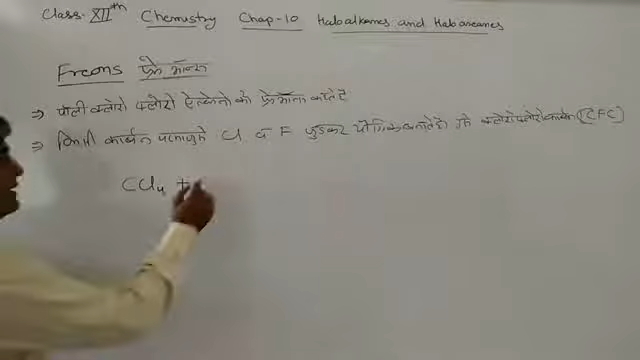 Class-XIIth Chemistry Chap-10 Haloalkanes and Haloarenes
Freons फ्रेऑन्स
⇒ पॉली क्लोरो फ्लोरो ऐल्केनो को फ्रेऑन्स कहते है
⇒ किसी कार्बन परमाणु से Cl व F जुड़कर यौगिक बनाते है। क्लोरोफ्लोरोकार्बन (CFC)
CCl₄ +